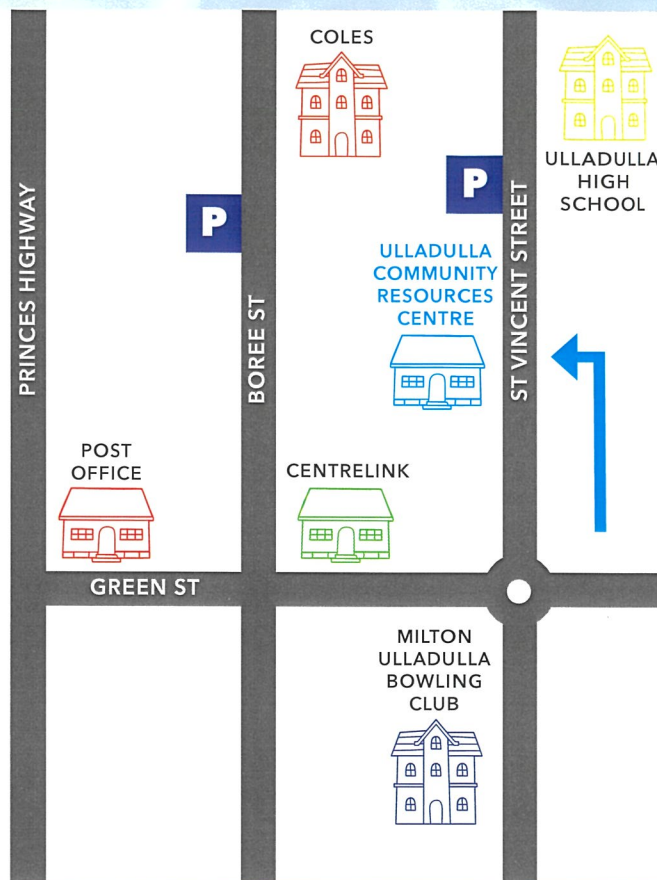 COLES
ULLADULLA
HIGH
SCHOOL
P
P
PRINCES HIGHWAY
BOREE ST
ST VINCENT STREET
ULLADULLA
COMMUNITY
RESOURCES
CENTRE
POST
OFFICE
CENTRELINK
GREEN ST
MILTON
ULLADULLA
BOWLING
CLUB